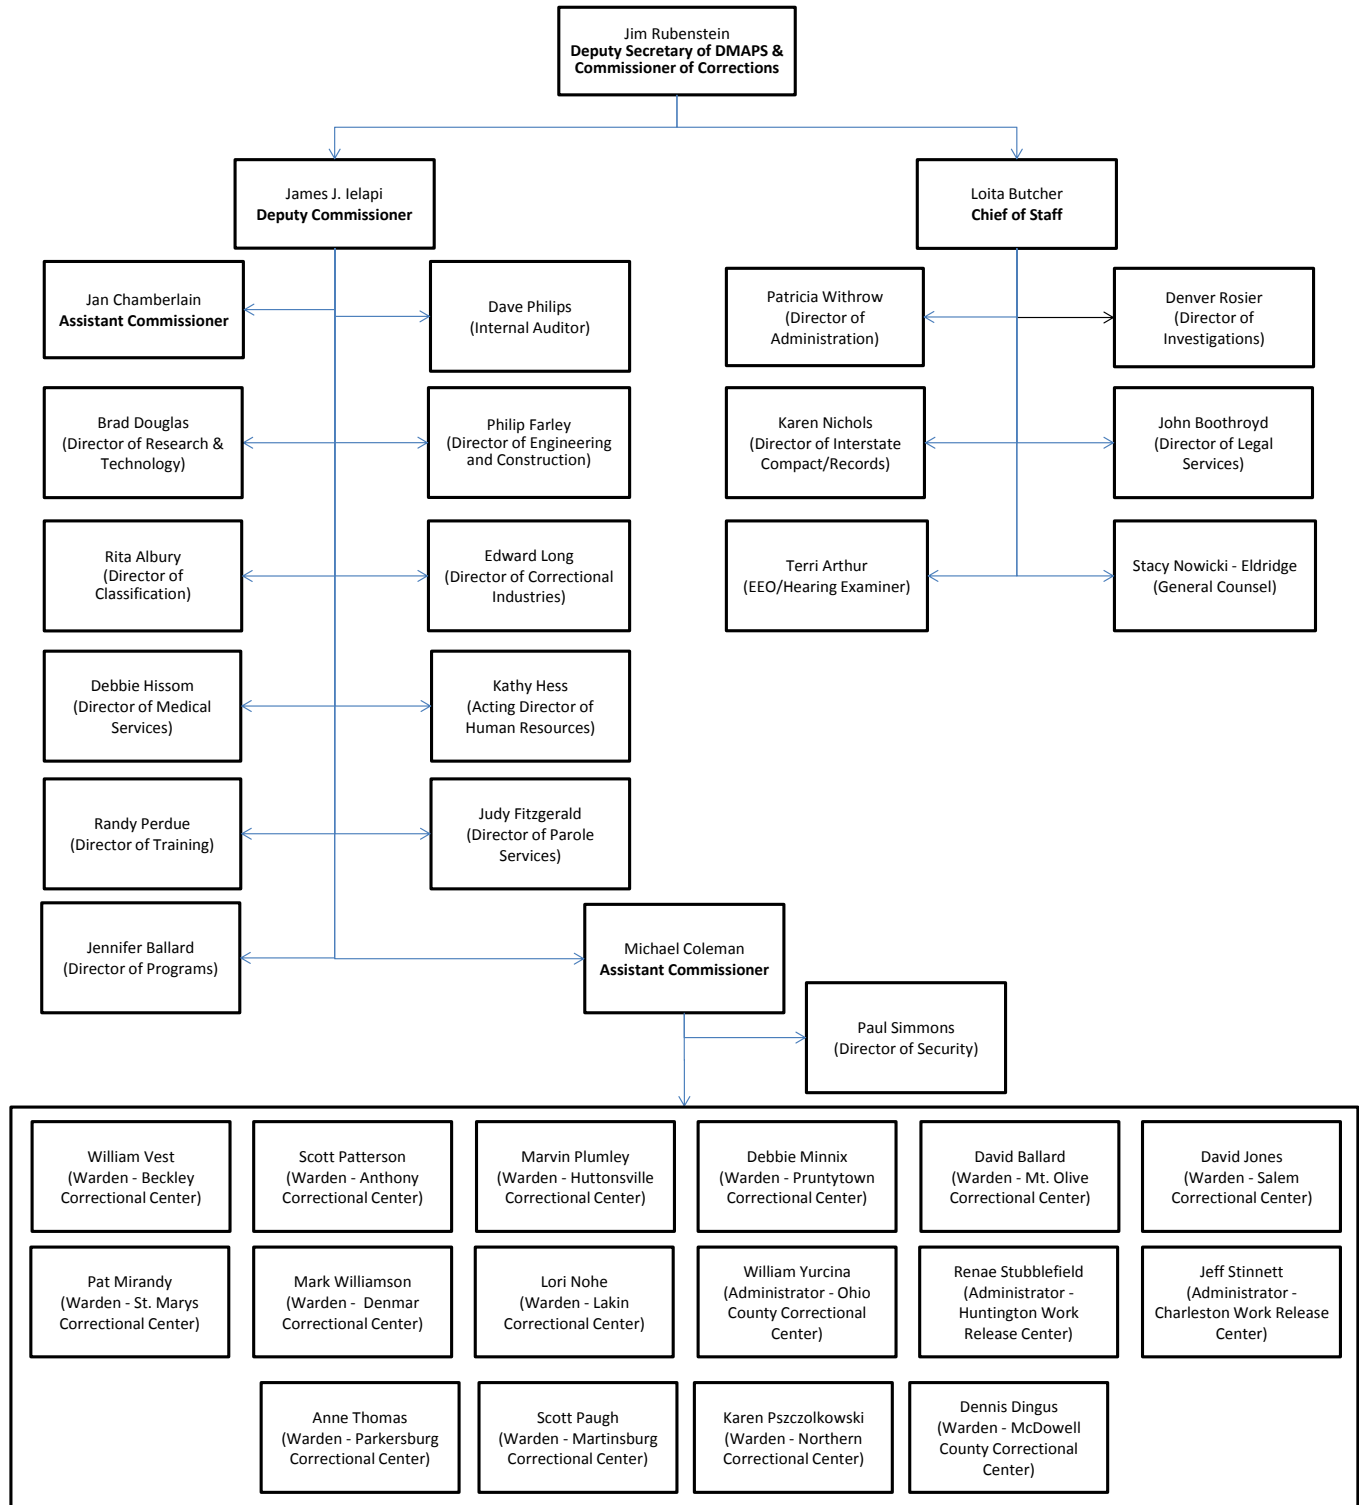 Jim Rubenstein
Deputy Secretary of DMAPS &
Commissioner of Corrections
James J. Ielapi
Deputy Commissioner
Loita Butcher
Chief of Staff
Jan Chamberlain
Assistant Commissioner
Dave Philips
(Internal Auditor)
Patricia Withrow
(Director of
Administration)
Denver Rosier
(Director of
Investigations)
Brad Douglas
(Director of Research &
Technology)
Philip Farley
(Director of Engineering
and Construction)
Karen Nichols
(Director of Interstate
Compact/Records)
John Boothroyd
(Director of Legal
Services)
Rita Albury
(Director of
Classification)
Edward Long
(Director of Correctional
Industries)
Terri Arthur
(EEO/Hearing Examiner)
Stacy Nowicki - Eldridge
(General Counsel)
Debbie Hissom
(Director of Medical
Services)
Kathy Hess
(Acting Director of
Human Resources)
Randy Perdue
(Director of Training)
Judy Fitzgerald
(Director of Parole
Services)
Jennifer Ballard
(Director of Programs)
Michael Coleman
Assistant Commissioner
Paul Simmons
(Director of Security)
William Vest
(Warden - Beckley
Correctional Center)
Scott Patterson
(Warden - Anthony
Correctional Center)
Marvin Plumley
(Warden - Huttonsville
Correctional Center)
Debbie Minnix
(Warden - Pruntytown
Correctional Center)
David Ballard
(Warden - Mt. Olive
Correctional Center)
David Jones
(Warden - Salem
Correctional Center)
Pat Mirandy
(Warden - St. Marys
Correctional Center)
Mark Williamson
(Warden - Denmar
Correctional Center)
Lori Nohe
(Warden - Lakin
Correctional Center)
William Yurcina
(Administrator - Ohio
County Correctional
Center)
Renae Stubblefield
(Administrator -
Huntington Work
Release Center)
Jeff Stinnett
(Administrator -
Charleston Work Release
Center)
Anne Thomas
(Warden - Parkersburg
Correctional Center)
Scott Paugh
(Warden - Martinsburg
Correctional Center)
Karen Pszczolkowski
(Warden - Northern
Correctional Center)
Dennis Dingus
(Warden - McDowell
County Correctional
Center)